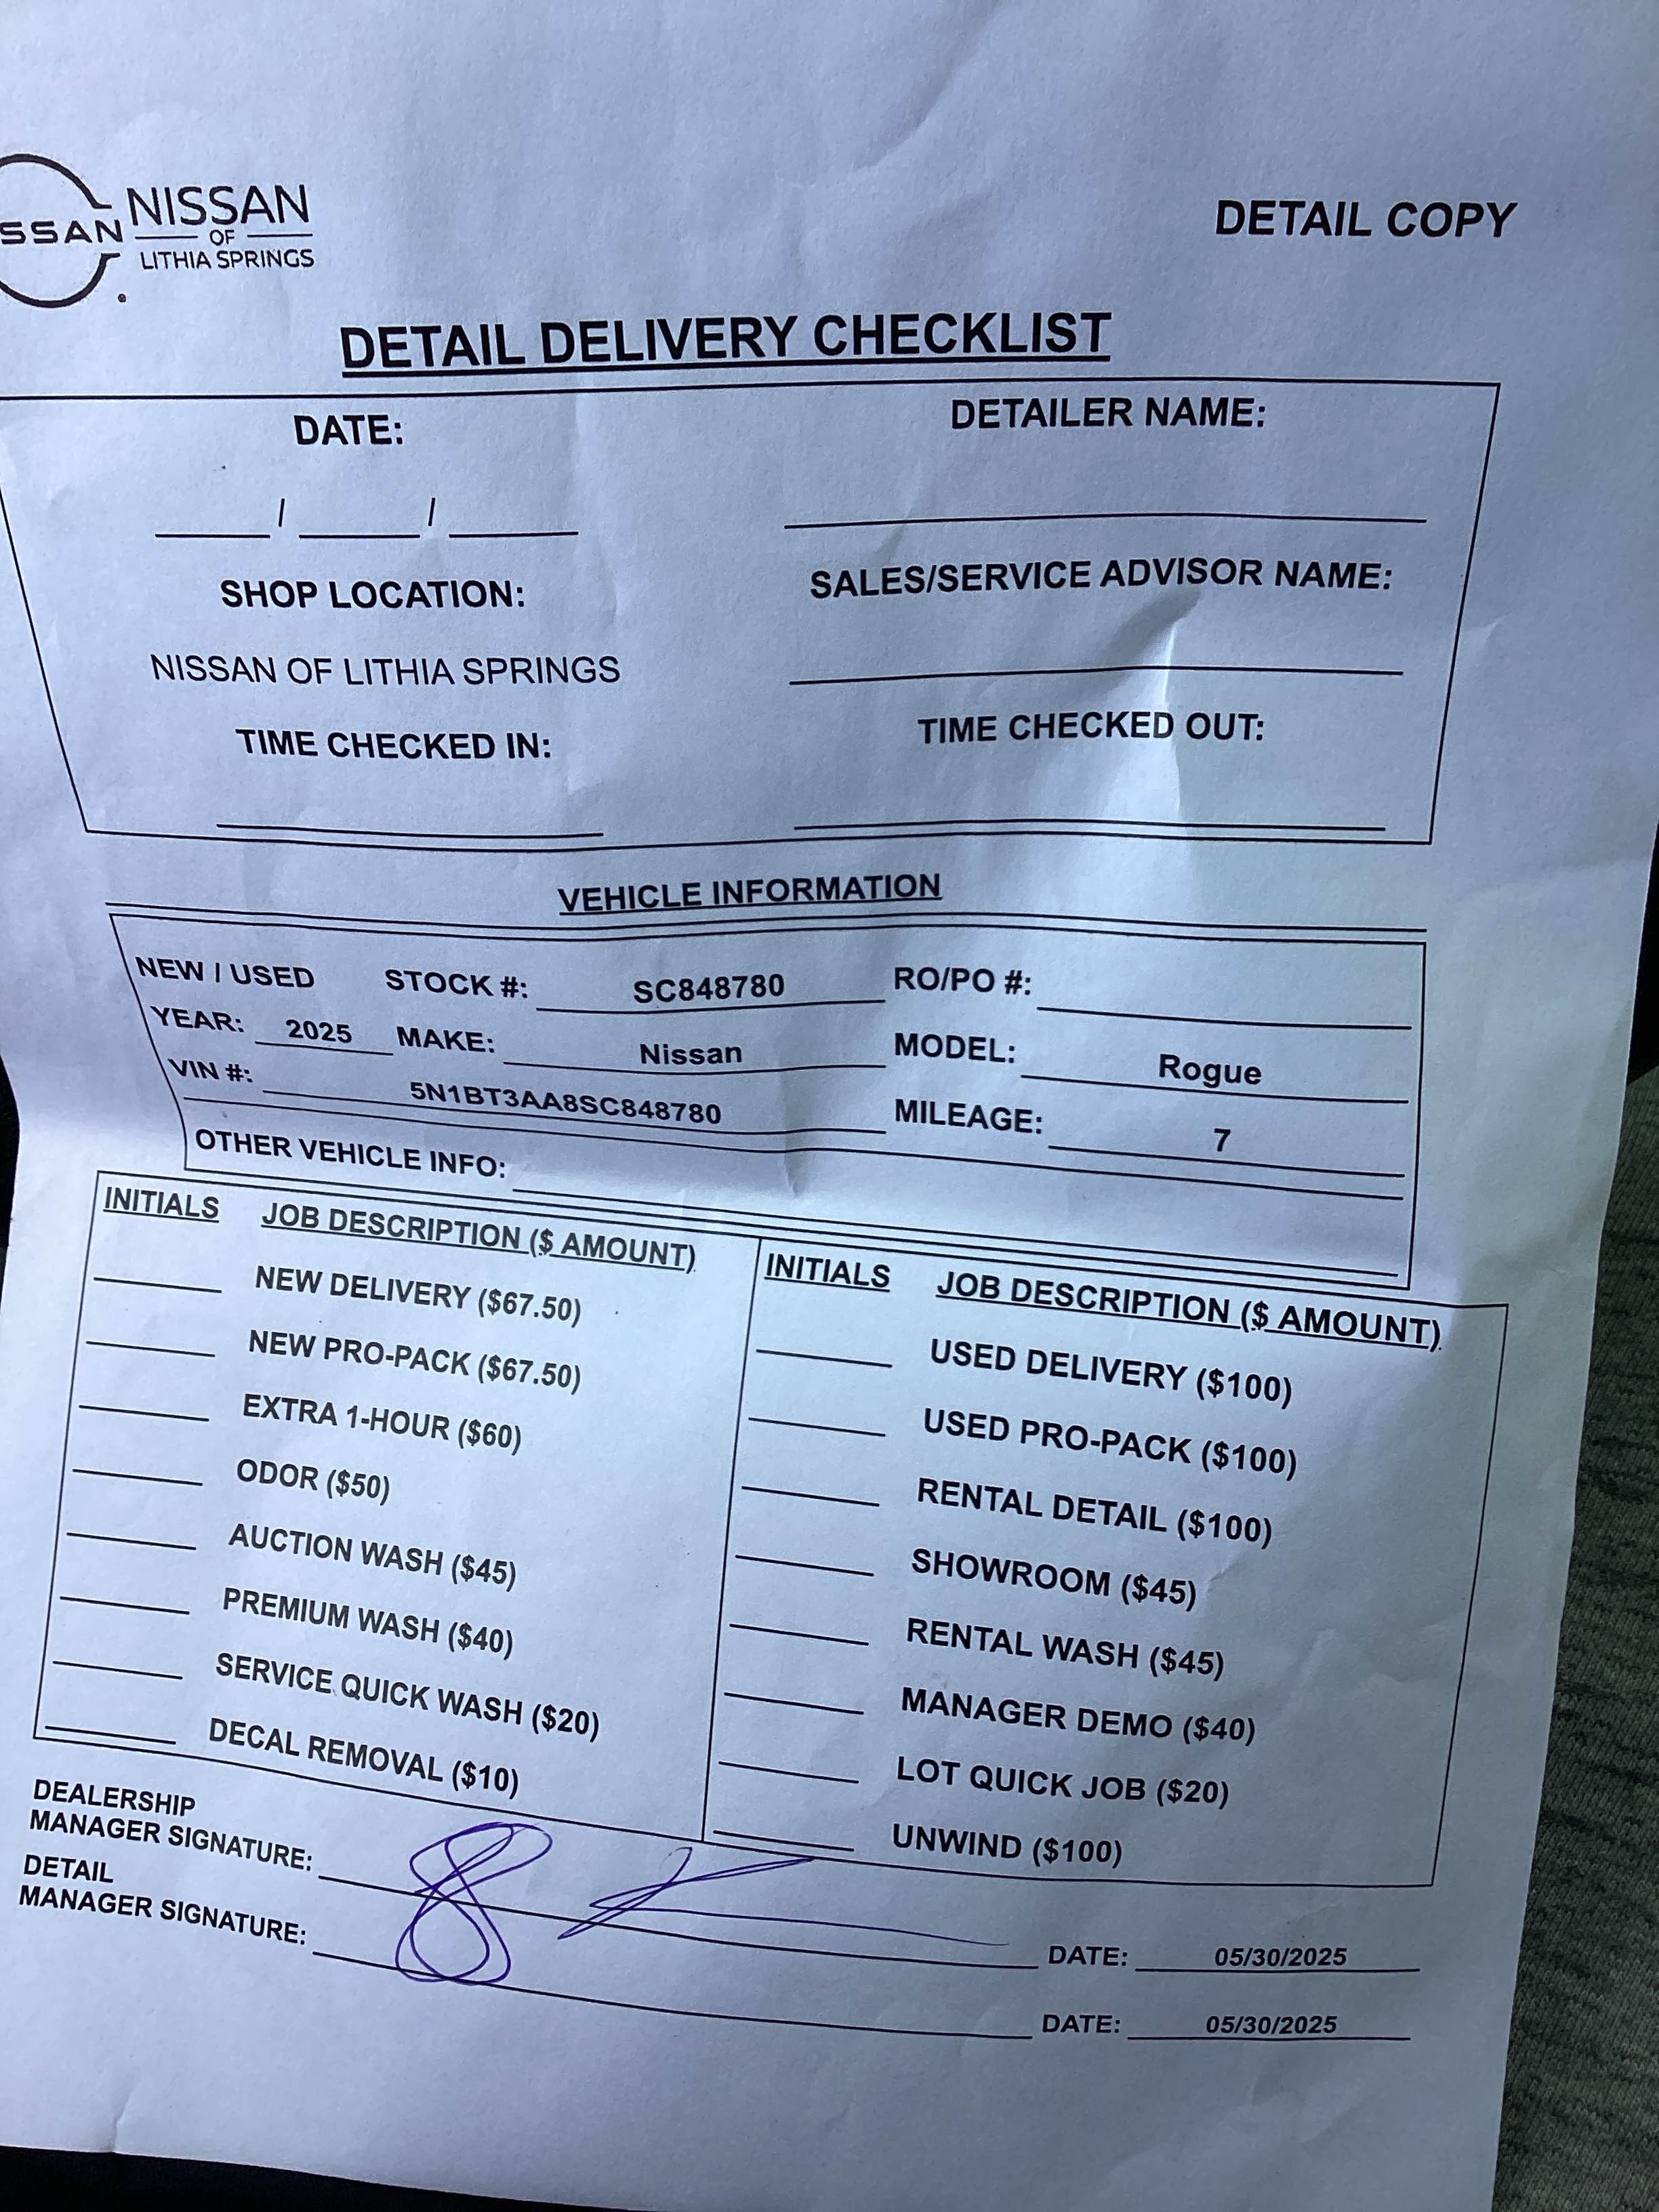 SSAN
NISSAN
OF
LITHIA SPRINGS
DETAIL COPY
DETAIL DELIVERY CHECKLIST
DATE:
DETAILER NAME:
____ / ____ / ____
SHOP LOCATION:
SALES/SERVICE ADVISOR NAME:
NISSAN OF LITHIA SPRINGS
TIME CHECKED IN:
TIME CHECKED OUT:
VEHICLE INFORMATION
NEW / USED STOCK #: SC848780 RO/PO #:
YEAR: 2025 MAKE: Nissan MODEL: Rogue
VIN #: 5N1BT3AA8SC848780 MILEAGE: 7
OTHER VEHICLE INFO:
INITIALS JOB DESCRIPTION ($ AMOUNT)
NEW DELIVERY ($67.50)
NEW PRO-PACK ($67.50)
EXTRA 1-HOUR ($60)
ODOR ($50)
AUCTION WASH ($45)
PREMIUM WASH ($40)
SERVICE QUICK WASH ($20)
DECAL REMOVAL ($10)
INITIALS JOB DESCRIPTION ($ AMOUNT)
USED DELIVERY ($100)
USED PRO-PACK ($100)
RENTAL DETAIL ($100)
SHOWROOM ($45)
RENTAL WASH ($45)
MANAGER DEMO ($40)
LOT QUICK JOB ($20)
UNWIND ($100)
DEALERSHIP
MANAGER SIGNATURE: DATE: 05/30/2025
DETAIL
MANAGER SIGNATURE: DATE: 05/30/2025